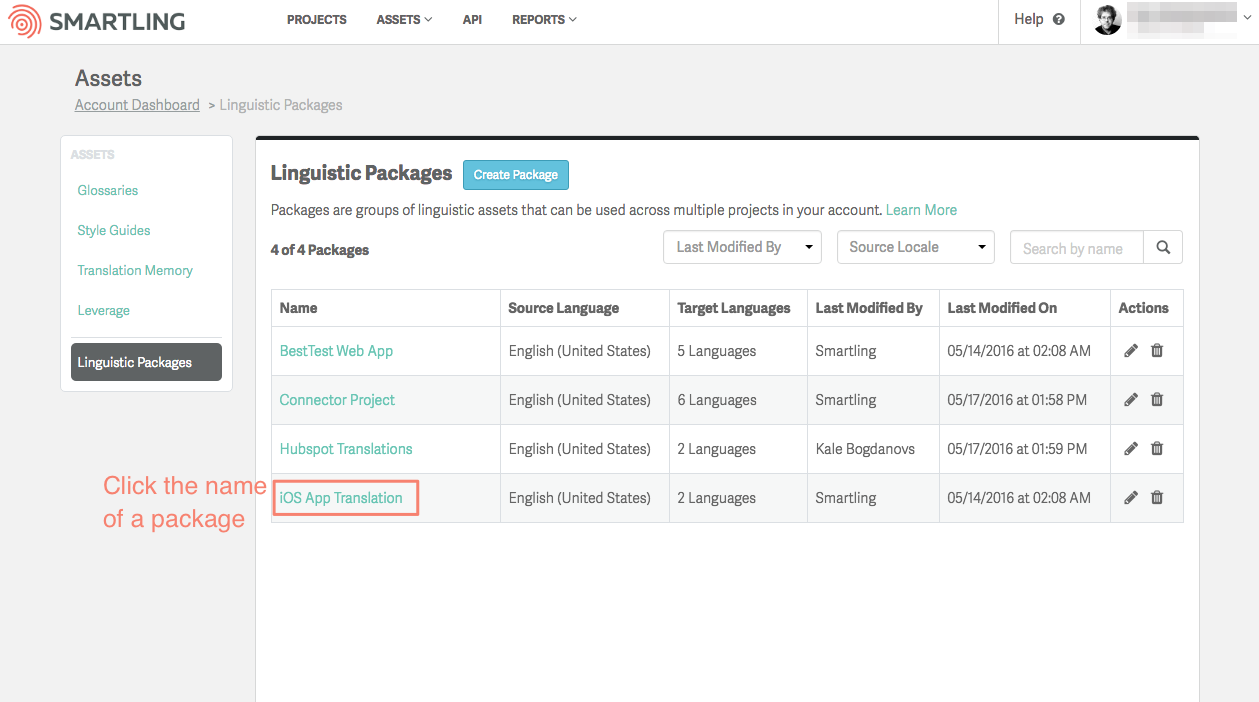 SMARTLING PROJECTS ASSETS API REPORTS Help ?
Assets
Account Dashboard > Linguistic Packages
ASSETS
Glossaries
Style Guides
Translation Memory
Leverage
Linguistic Packages
Linguistic Packages Create Package
Packages are groups of linguistic assets that can be used across multiple projects in your account. Learn More
4 of 4 Packages Last Modified By Source Locale Search by name
Name Source Language Target Languages Last Modified By Last Modified On Actions
BestTest Web App English (United States) 5 Languages Smartling 05/14/2016 at 02:08 AM
Connector Project English (United States) 6 Languages Smartling 05/17/2016 at 01:58 PM
Hubspot Translations English (United States) 2 Languages Kale Bogdanovs 05/17/2016 at 01:59 PM
iOS App Translation English (United States) 2 Languages Smartling 05/14/2016 at 02:08 AM
Click the name
of a package